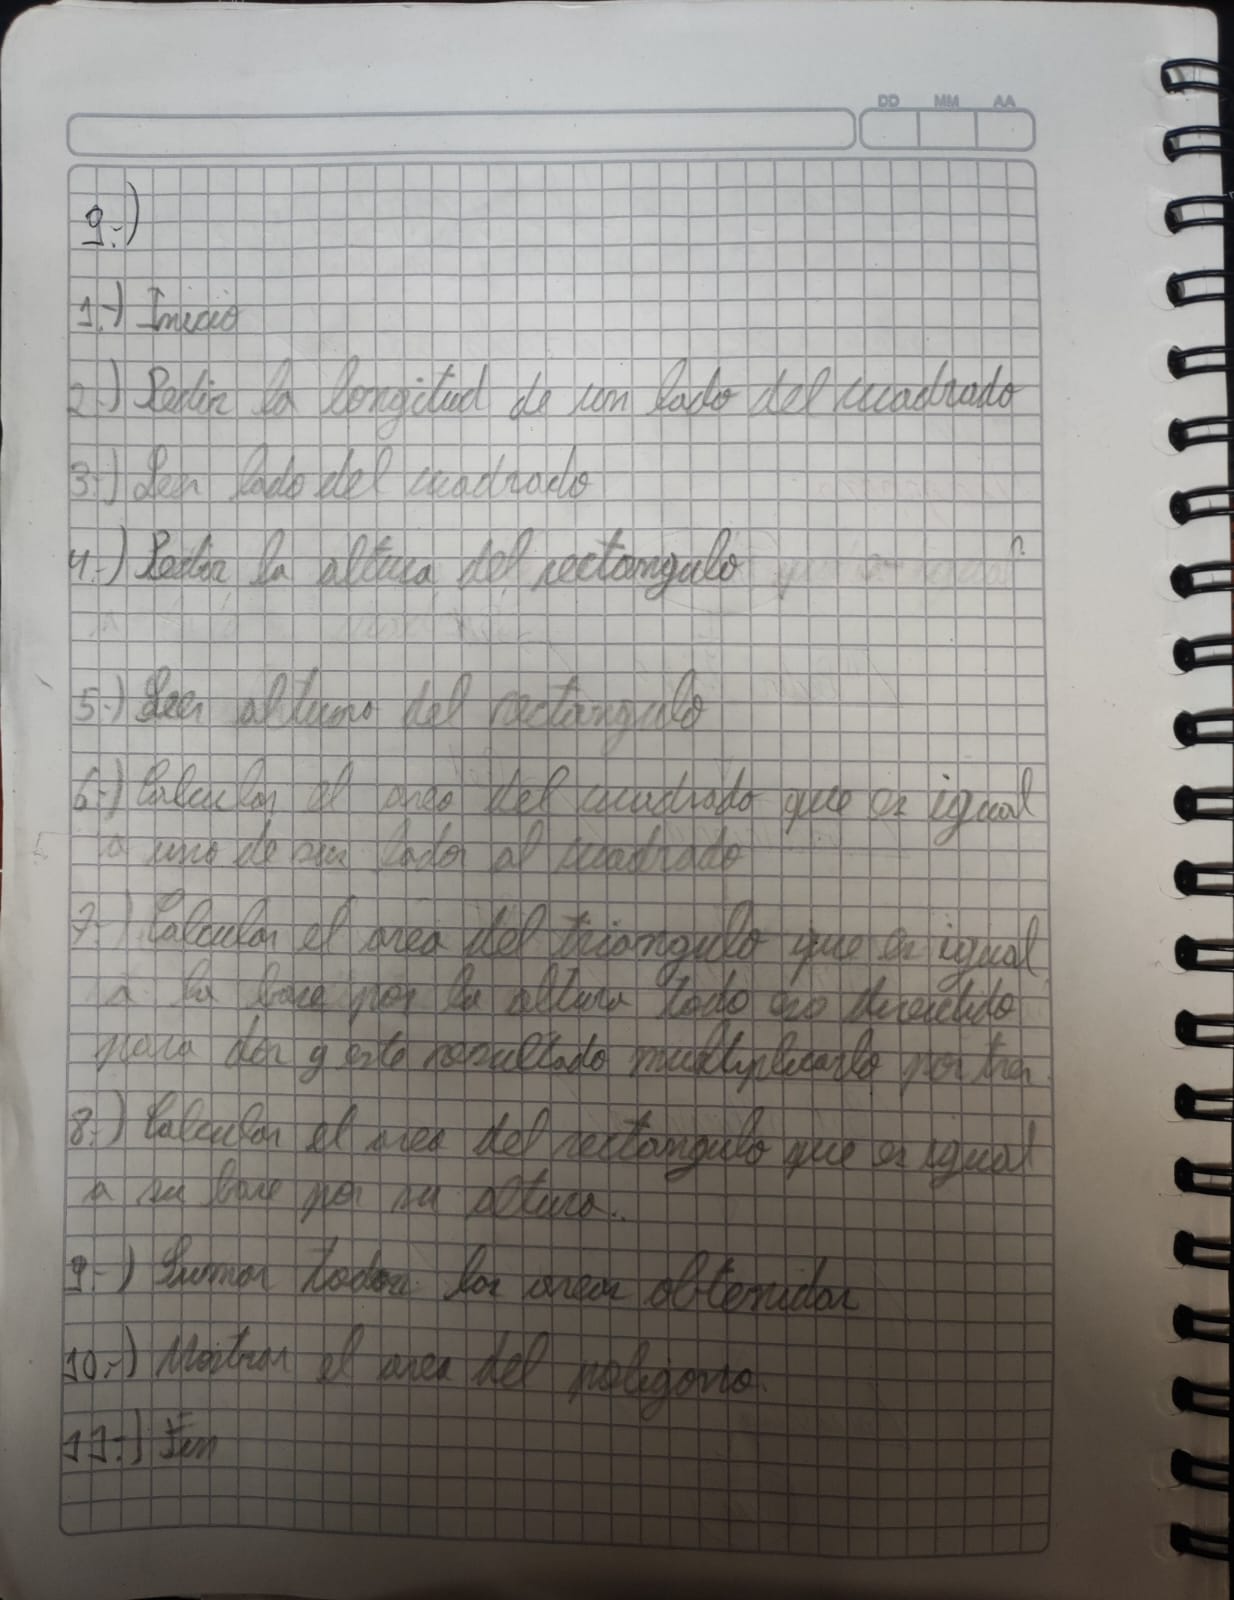 DD MM AA
9.-)
1.-) Inicio
2.-) Pedir la longitud de un lado del cuadrado
3.-) Leer lado del cuadrado
4.-) Pedir la altura del rectangulo
5.-) Leer altura del rectangulo
6.-) Calcular el area del cuadrado que es igual
a uno de sus lados al cuadrado
7.-) Calcular el area del triangulo que es igual
a la base por la altura todo eso dividido
para dos y este resultado multiplicarlo por tres.
8.-) Calcular el area del rectangulo que es igual
a su base por su altura.
9.-) Sumar todas las areas obtenidas
10.-) Mostrar el area del poligono.
11.-) Fin